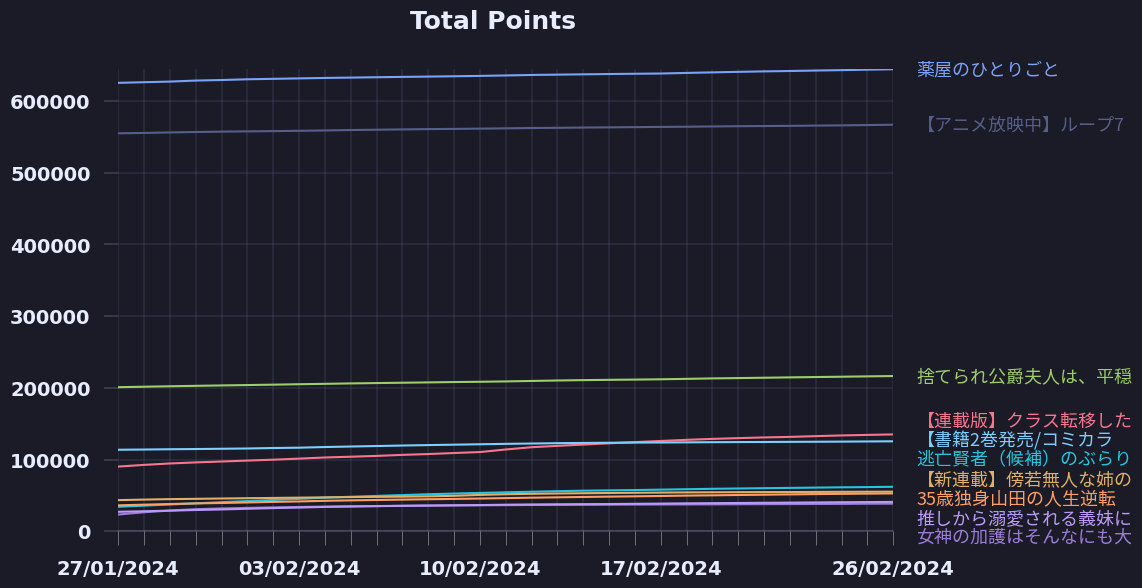 Total Points
600000
500000
400000
300000
200000
100000
0
27/01/2024
03/02/2024
10/02/2024
17/02/2024
26/02/2024
薬屋のひとりごと
【アニメ放映中】ループ7
捨てられ公爵夫人は、平穏
【連載版】クラス転移した
【書籍2巻発売/コミカラ
逃亡賢者（候補）のぶらり
【新連載】傍若無人な姉の
35歳独身山田の人生逆転
推しから溺愛される義妹に
女神の加護はそんなにも大